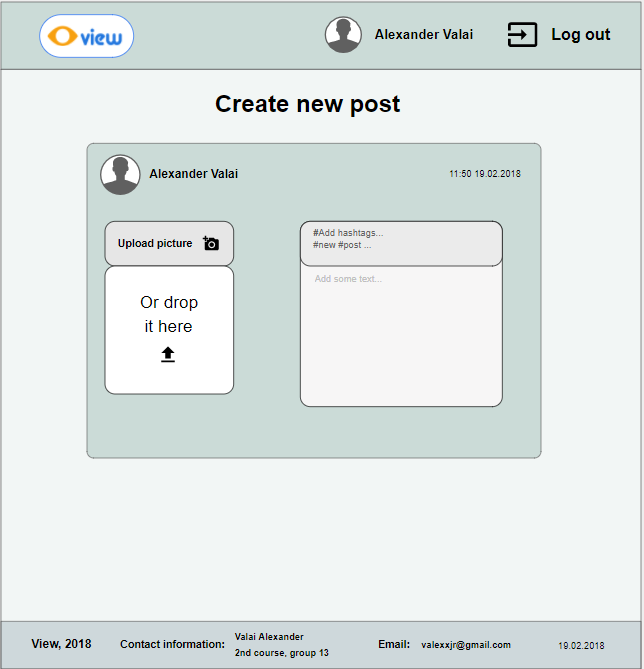 view
Alexander Valai
Log out
Create new post
Alexander Valai
11:50 19.02.2018
Upload picture
Or drop
it here
#Add hashtags...
#new #post ...
Add some text...
View, 2018
Contact information:
Valai Alexander
2nd course, group 13
Email:
valexxjr@gmail.com
19.02.2018